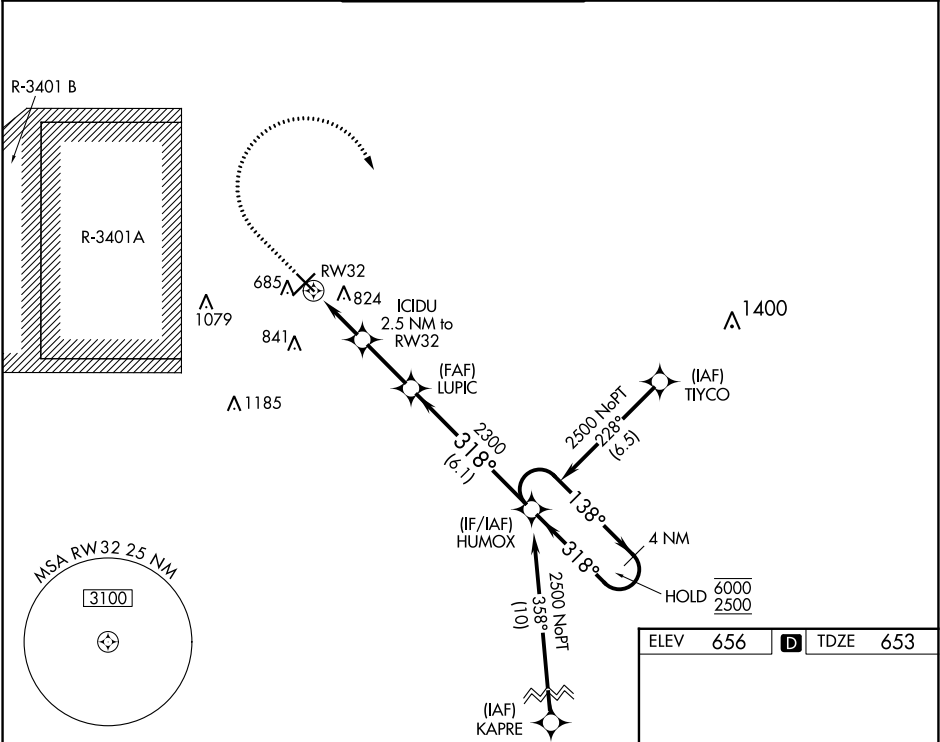 R-3401 B
R-3401A
685
RW32
824
1079
841
ICIDU
2.5 NM to
RW32
1400
(FAF)
LUPIC
(IAF)
TIYCO
1185
2500 NoPT
228°
(6.5)
2300
318°
(6.1)
138°
(IF/IAF)
HUMOX
318°
4 NM
HOLD
6000
2500
MSA RW32 25 NM
3100
2500 NoPT
358°
(10)
(IAF)
KAPRE
ELEV 656 D TDZE 653